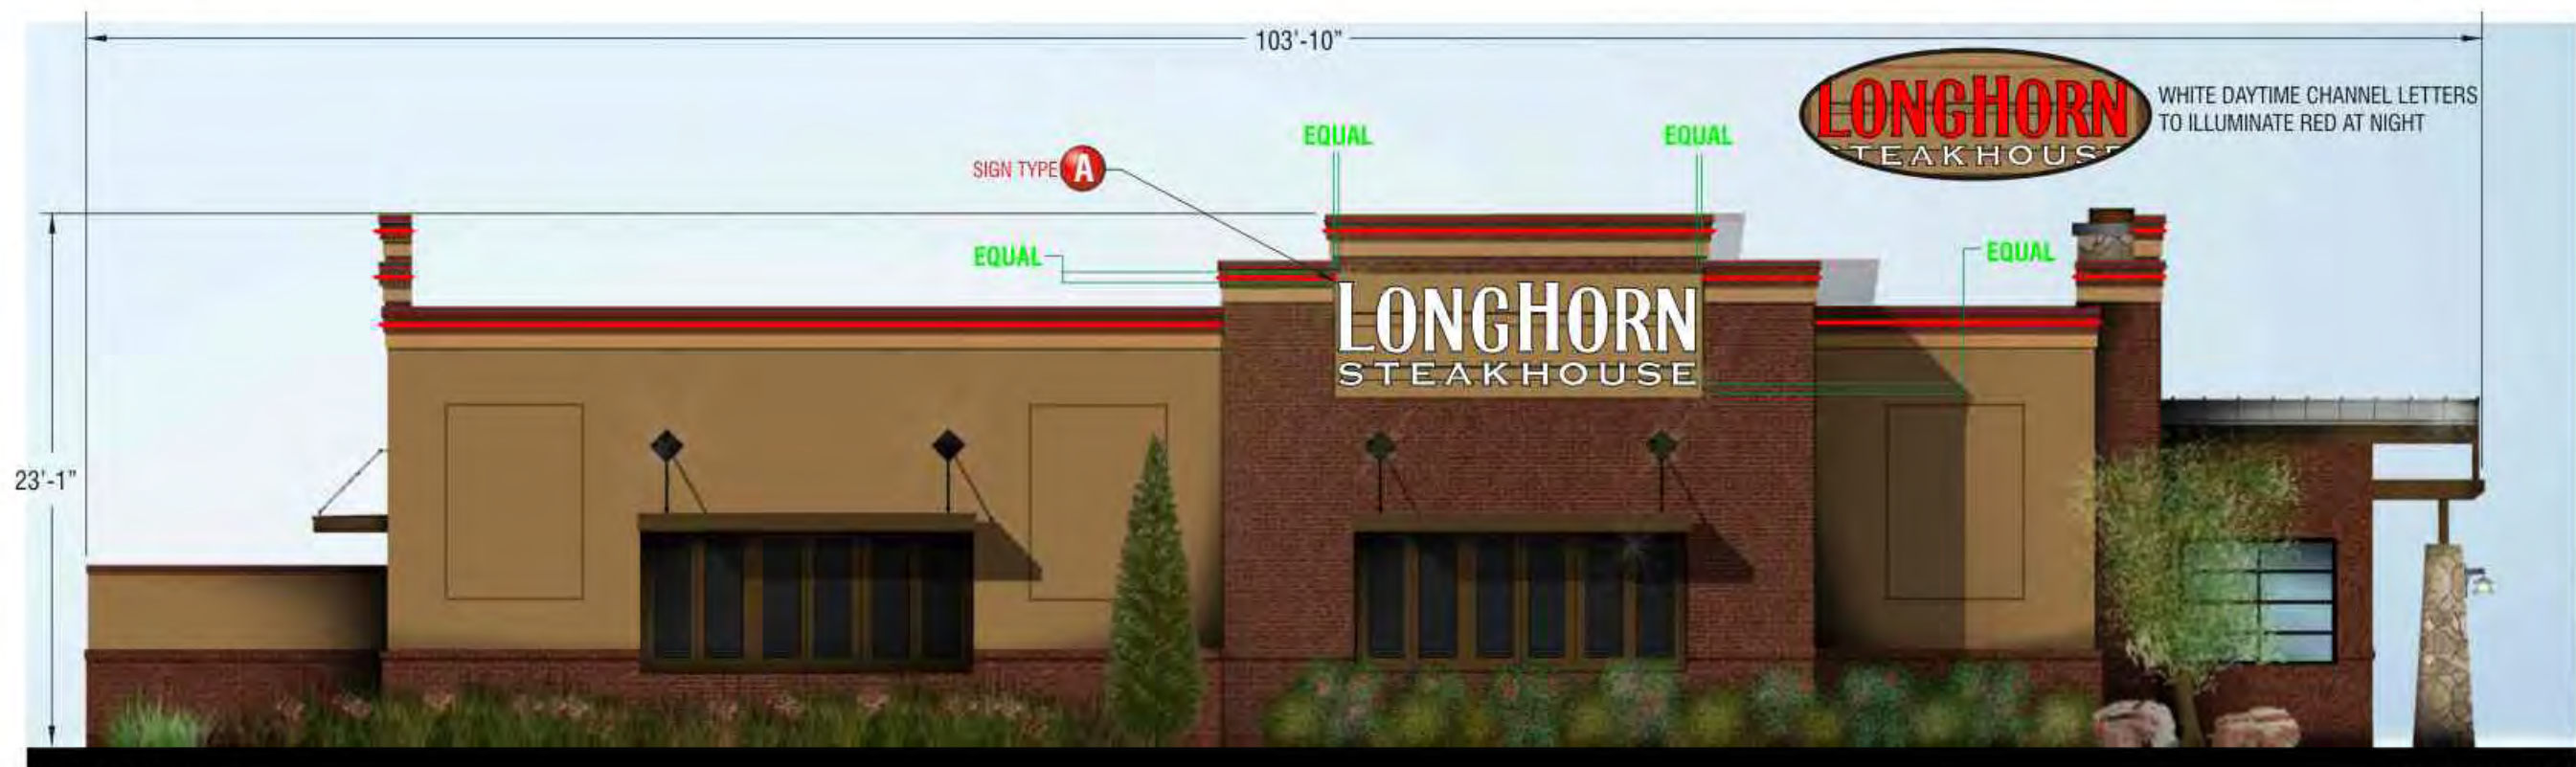 103'-10"
LONGHORN
STEAKHOUSE
WHITE DAYTIME CHANNEL LETTERS
TO ILLUMINATE RED AT NIGHT
EQUAL
EQUAL
SIGN TYPE A
EQUAL
EQUAL
LONGHORN
STEAKHOUSE
23'-1"